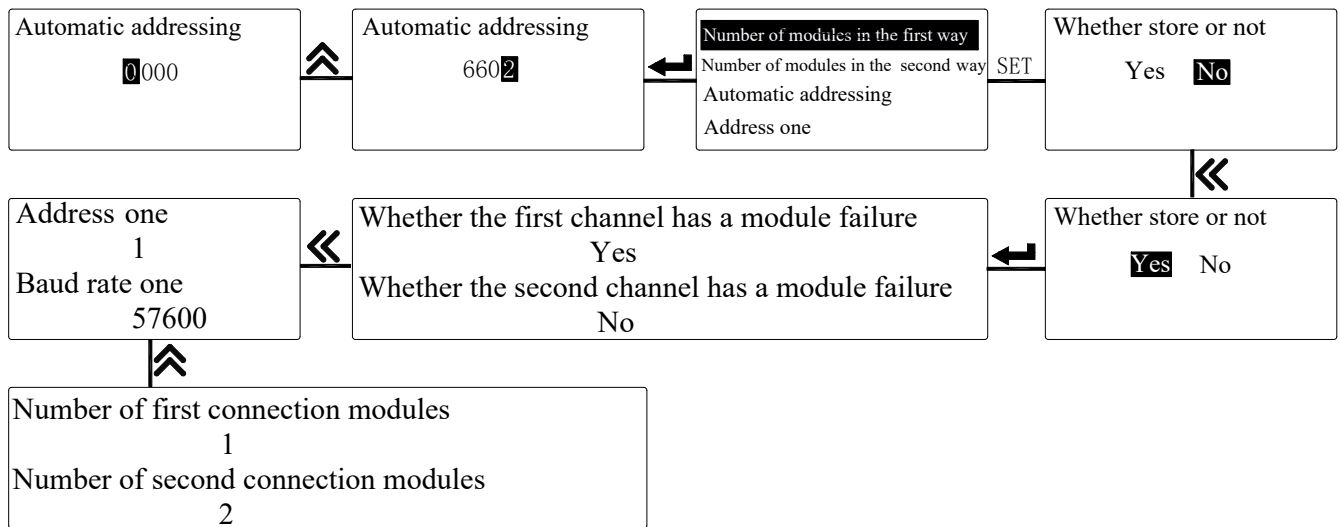 Automatic addressing
0000
Automatic addressing
6602
Number of modules in the first way
Number of modules in the second way
Automatic addressing
Address one
SET
Whether store or not
Yes No
Address one
1
Baud rate one
57600
Whether the first channel has a module failure
Yes
Whether the second channel has a module failure
No
Whether store or not
Yes No
Number of first connection modules
1
Number of second connection modules
2